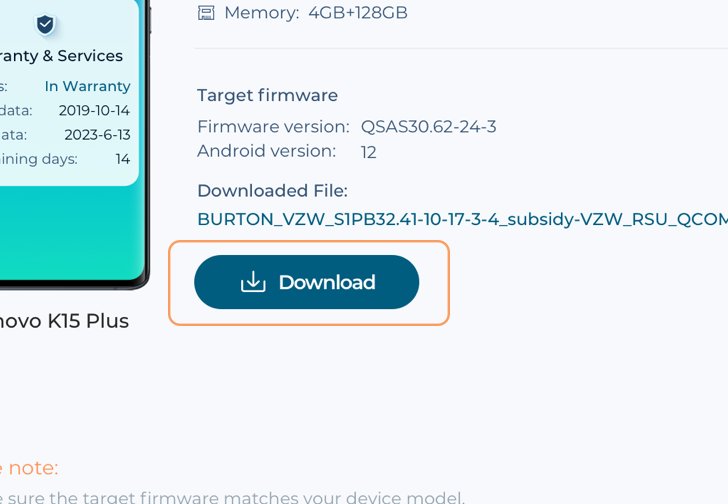 Memory: 4GB+128GB
ranty & Services
s: In Warranty
data: 2019-10-14
ata: 2023-6-13
ining days: 14
Target firmware
Firmware version: QSAS30.62-24-3
Android version: 12
Downloaded File:
BURTON_VZW_S1PB32.41-10-17-3-4_subsidy-VZW_RSU_QCOM
Download
novo K15 Plus
e note:
e sure the target firmware matches your device model.